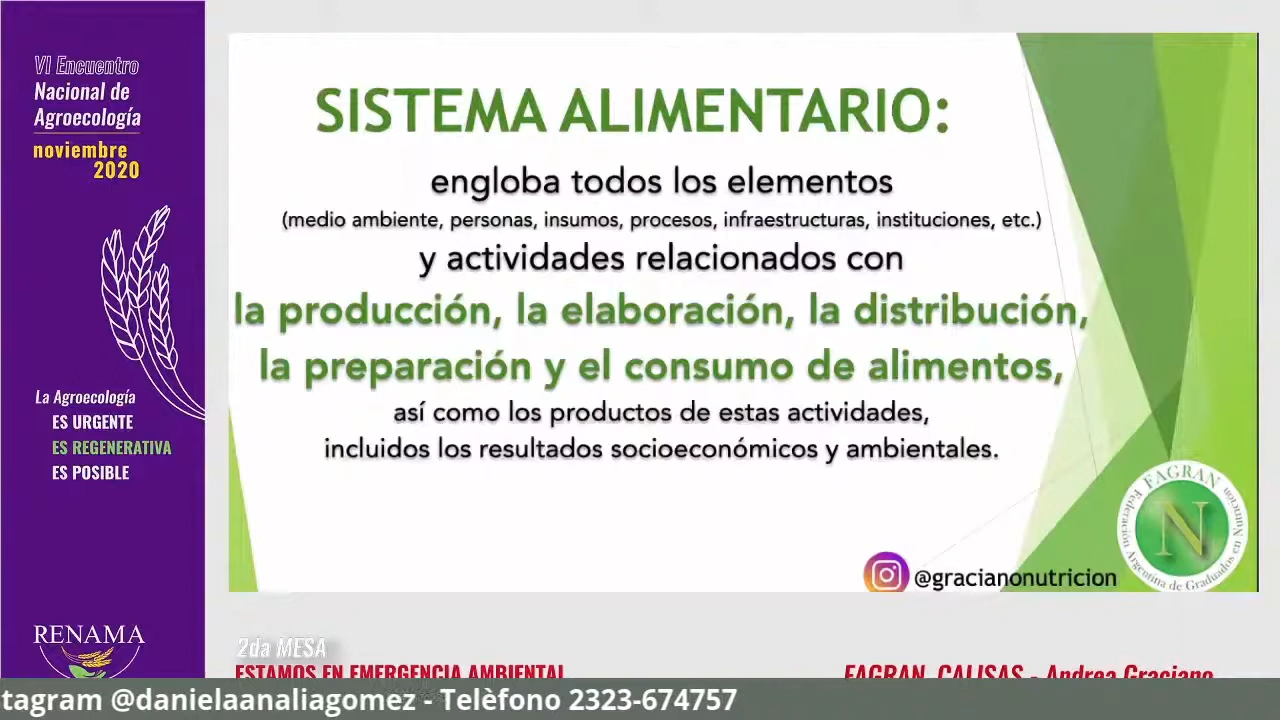 VI Encuentro
Nacional de
Agroecología
noviembre
2020
La Agroecología
ES URGENTE
ES REGENERATIVA
ES POSIBLE
RENAMA
SISTEMA ALIMENTARIO:
engloba todos los elementos
(medio ambiente, personas, insumos, procesos, infraestructuras, instituciones, etc.)
y actividades relacionados con
la producción, la elaboración, la distribución,
la preparación y el consumo de alimentos,
así como los productos de estas actividades,
incluidos los resultados socioeconómicos y ambientales.
FAGRAN
Federación Argentina de Graduados en Nutrición
N
@gracianonutricion
2da MESA
ESTAMOS EN EMERGENCIA AMBIENTAL
FAGRAN, CALISAS - Andrea Graciano
tagram @danielaanaliagomez - Telèfono 2323-674757